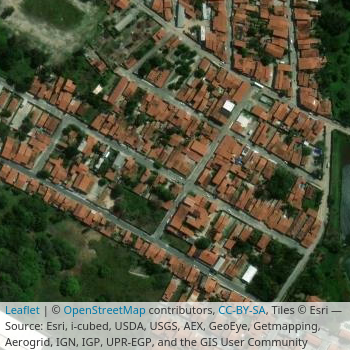 Leaflet | © OpenStreetMap contributors, CC-BY-SA, Tiles © Esri —
Source: Esri, i-cubed, USDA, USGS, AEX, GeoEye, Getmapping,
Aerogrid, IGN, IGP, UPR-EGP, and the GIS User Community